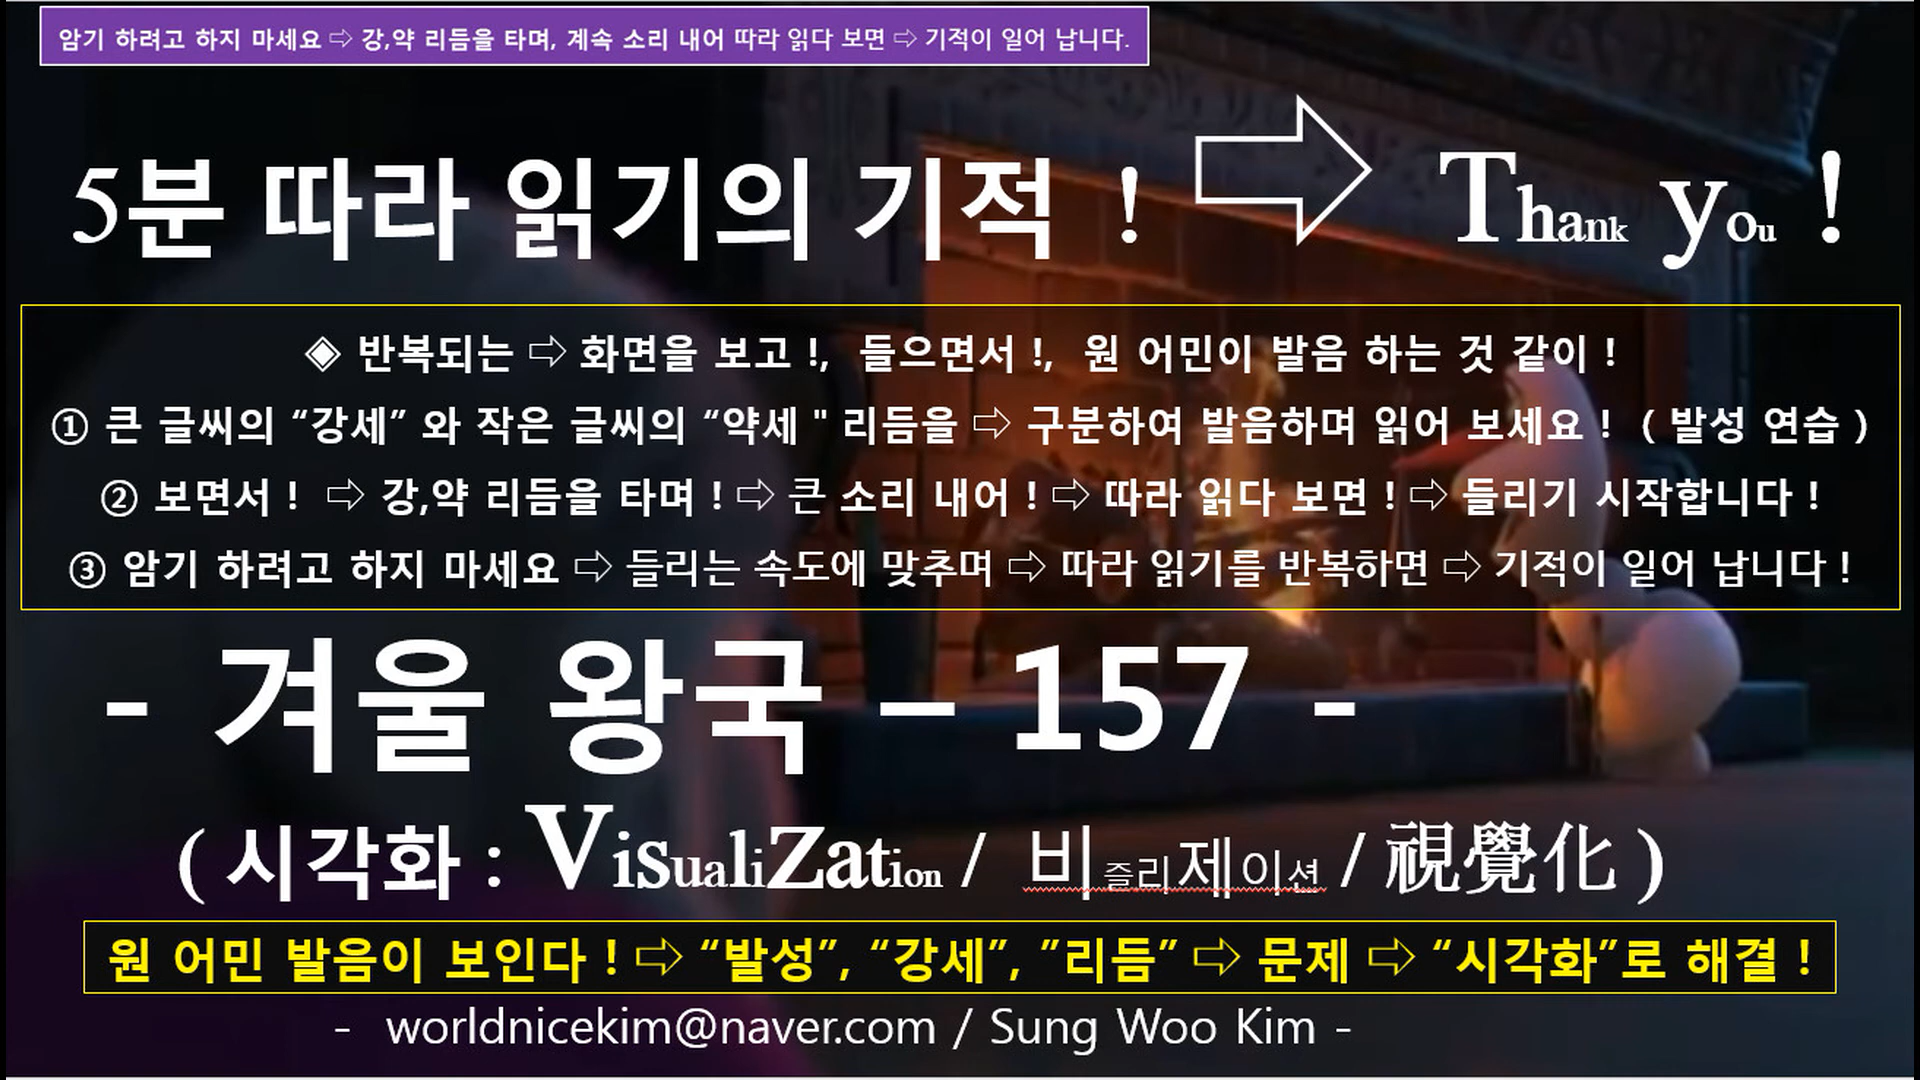 암기 하려고 하지 마세요 ⇨ 강,약 리듬을 타며, 계속 소리 내어 따라 읽다 보면 ⇨ 기적이 일어 납니다.
5분 따라 읽기의 기적 ! ⇨ Thank you !
◈ 반복되는 ⇨ 화면을 보고 !, 들으면서 !, 원 어민이 발음 하는 것 같이 !
① 큰 글씨의 “강세” 와 작은 글씨의 “약세 " 리듬을 ⇨ 구분하여 발음하며 읽어 보세요 ! ( 발성 연습 )
② 보면서 ! ⇨ 강,약 리듬을 타며 ! ⇨ 큰 소리 내어 ! ⇨ 따라 읽다 보면 ! ⇨ 들리기 시작합니다 !
③ 암기 하려고 하지 마세요 ⇨ 들리는 속도에 맞추며 ⇨ 따라 읽기를 반복하면 ⇨ 기적이 일어 납니다 !
- 겨울 왕국 – 157 -
( 시각화 : VisualiZation / 비즐리제이션 / 視覺化 )
원 어민 발음이 보인다 ! ⇨ “발성”, “강세”, ”리듬” ⇨ 문제 ⇨ “시각화”로 해결 !
- worldnicekim@naver.com / Sung Woo Kim -